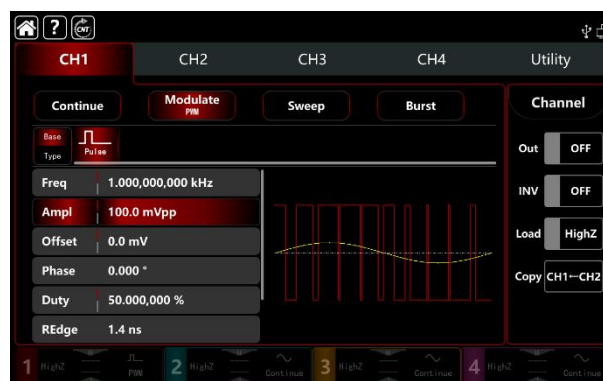 ? CNT
CH1 CH2 CH3 CH4 Utility
Continue Modulate PWM Sweep Burst Channel
Base
Type Pulse
Out OFF
Freq 1.000,000,000 kHz
INV OFF
Ampl 100.0 mVpp
Load HighZ
Offset 0.0 mV
Phase 0.000 °
Copy CH1←CH2
Duty 50.000,000 %
REdge 1.4 ns
1 HighZ PWM 2 HighZ Continue 3 HighZ Continue 4 HighZ Continue